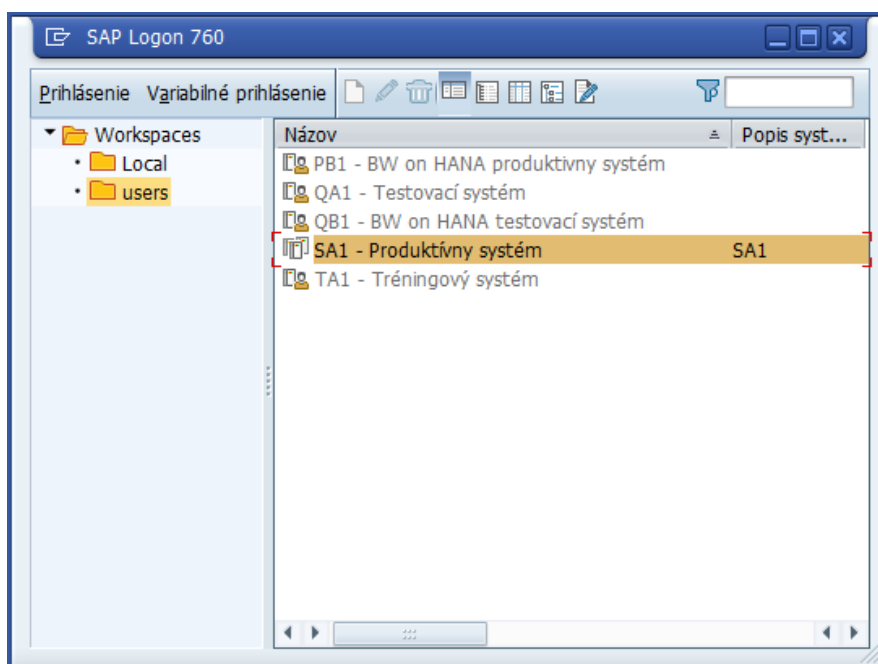 SAP Logon 760
Prihlásenie Variabilné prihlásenie
Workspaces
Local
users
Názov Popis syst...
PB1 - BW on HANA produktivny systém
QA1 - Testovací systém
QB1 - BW on HANA testovací systém
SA1 - Produktívny systém SA1
TA1 - Tréningový systém